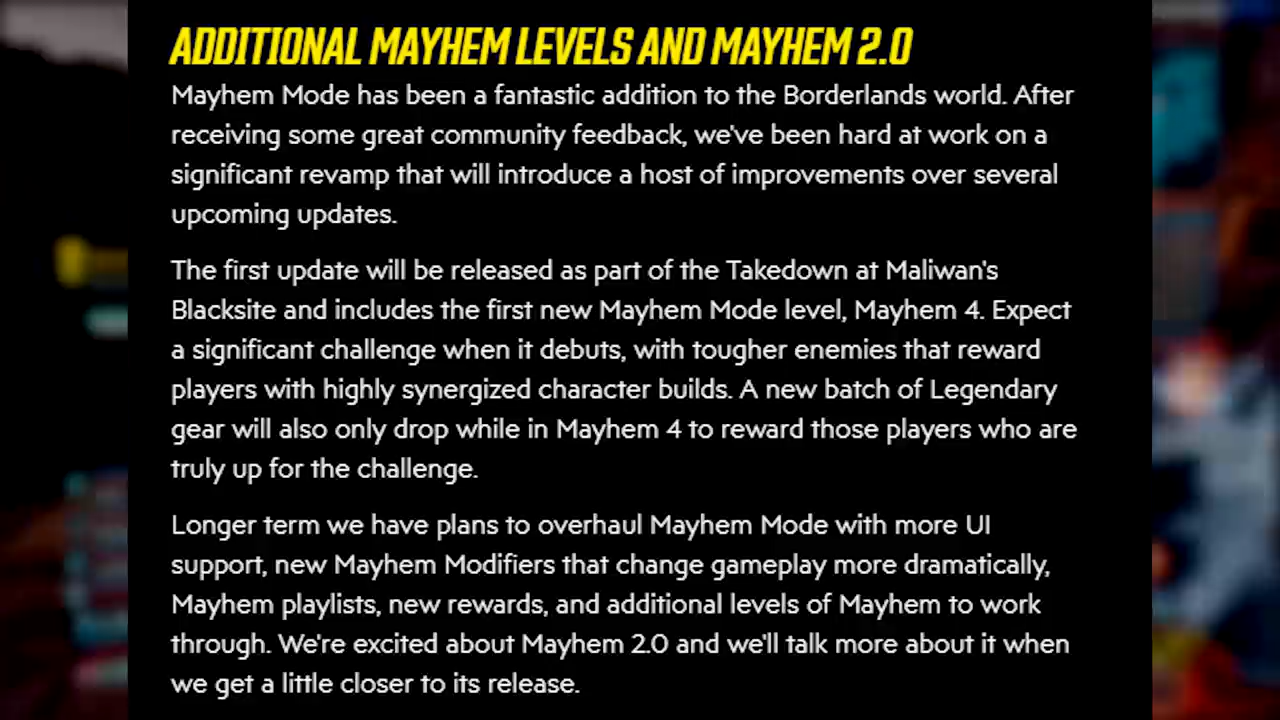 ADDITIONAL MAYHEM LEVELS AND MAYHEM 2.0
Mayhem Mode has been a fantastic addition to the Borderlands world. After
receiving some great community feedback, we've been hard at work on a
significant revamp that will introduce a host of improvements over several
upcoming updates.
The first update will be released as part of the Takedown at Maliwan's
Blacksite and includes the first new Mayhem Mode level, Mayhem 4. Expect
a significant challenge when it debuts, with tougher enemies that reward
players with highly synergized character builds. A new batch of Legendary
gear will also only drop while in Mayhem 4 to reward those players who are
truly up for the challenge.
Longer term we have plans to overhaul Mayhem Mode with more UI
support, new Mayhem Modifiers that change gameplay more dramatically,
Mayhem playlists, new rewards, and additional levels of Mayhem to work
through. We're excited about Mayhem 2.0 and we'll talk more about it when
we get a little closer to its release.